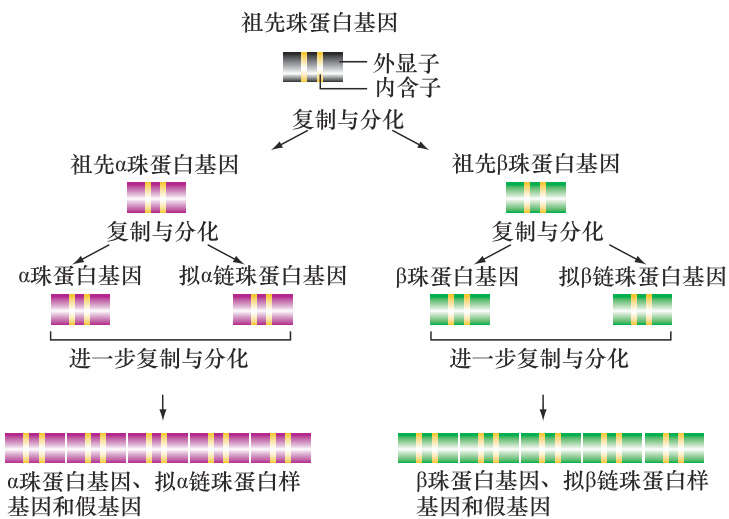 祖先珠蛋白基因
外显子
内含子
复制与分化
祖先α珠蛋白基因
祖先β珠蛋白基因
复制与分化
复制与分化
α珠蛋白基因
拟α链珠蛋白基因
β珠蛋白基因
拟β链珠蛋白基因
进一步复制与分化
进一步复制与分化
α珠蛋白基因、拟α链珠蛋白样
基因和假基因
β珠蛋白基因、拟β链珠蛋白样
基因和假基因